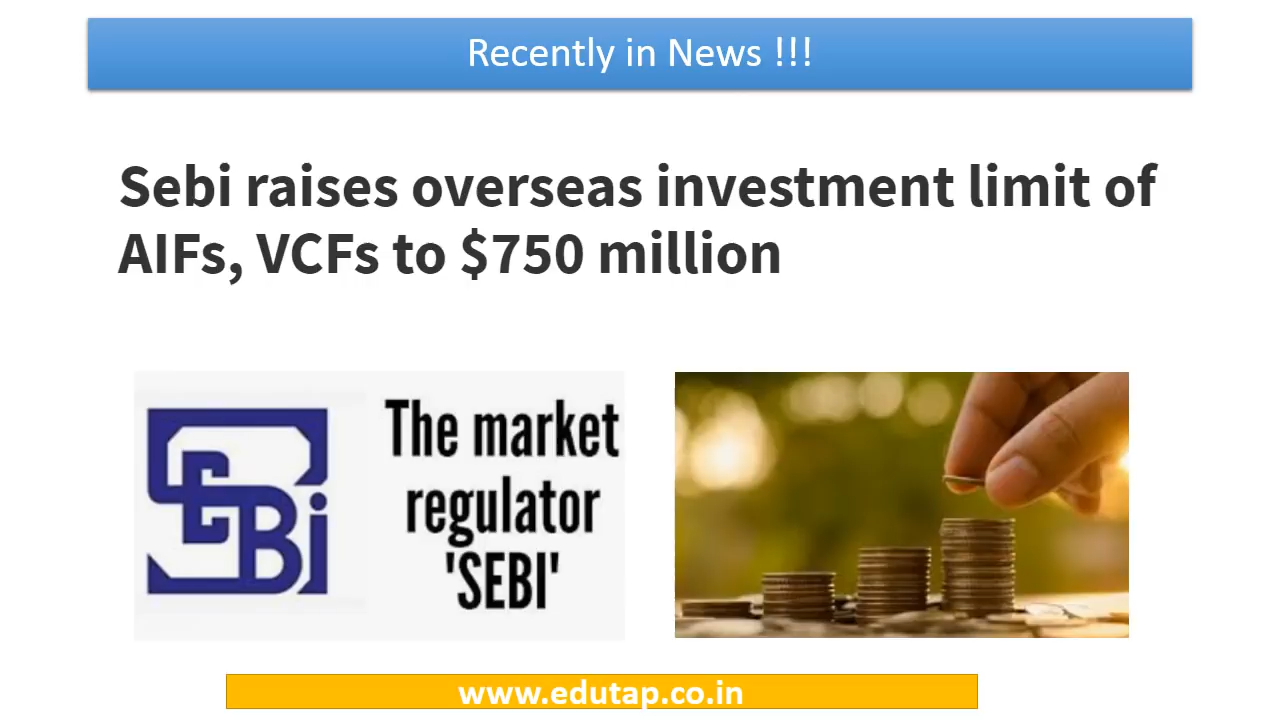 Recently in News !!!
Sebi raises overseas investment limit of
AIFs, VCFs to $750 million
SEBi
The market
regulator
'SEBI'
www.edutap.co.in